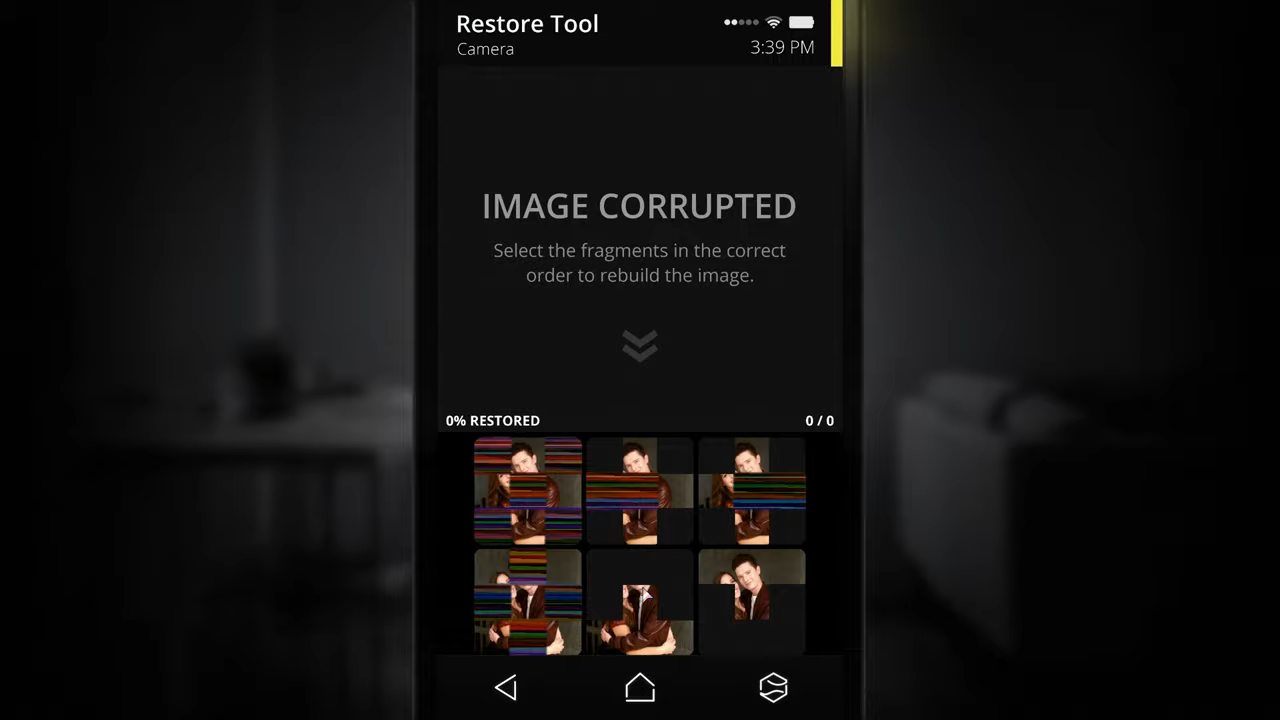 Restore Tool
Camera
3:39 PM
IMAGE CORRUPTED
Select the fragments in the correct
order to rebuild the image.
0% RESTORED
0 / 0